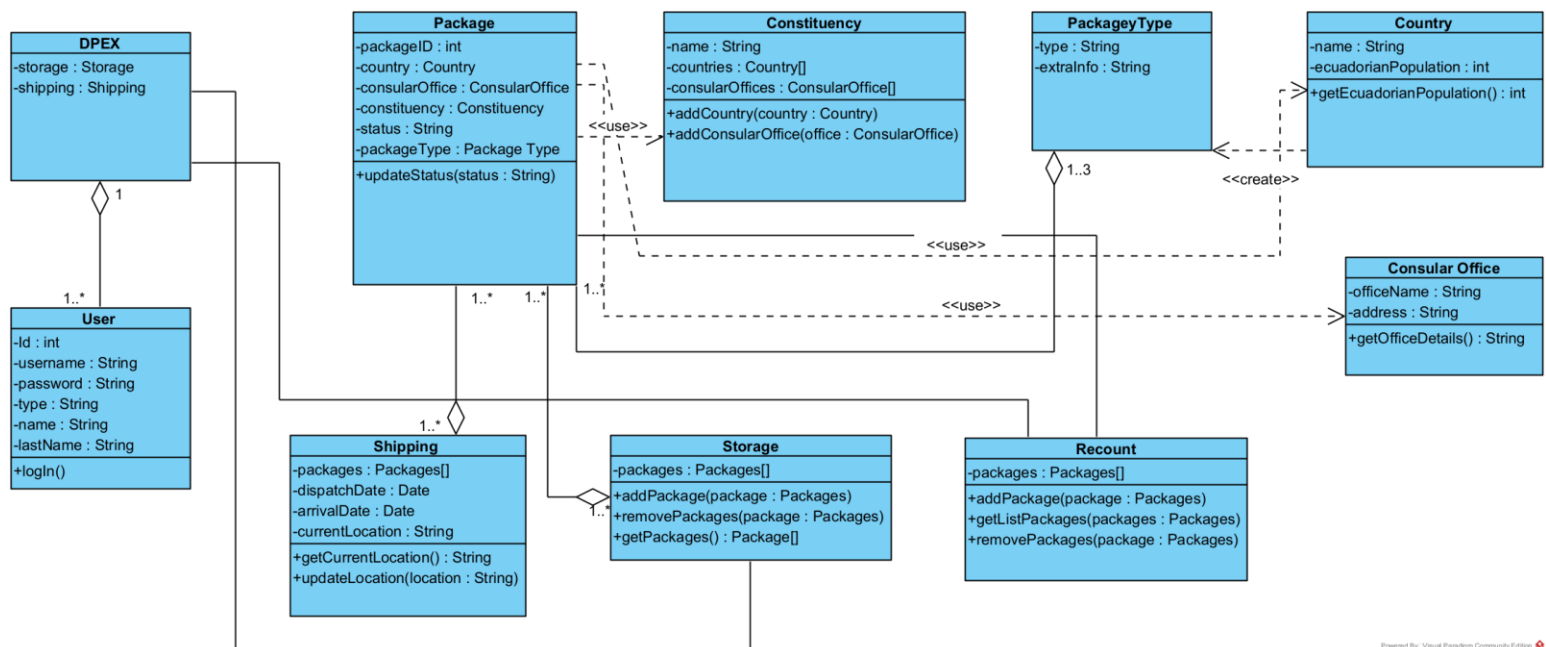 DPEX
-storage : Storage
-shipping : Shipping
1
1..*
User
-Id : int
-username : String
-password : String
-type : String
-name : String
-lastName : String
+logIn()
Package
-packageID : int
-country : Country
-consularOffice : ConsularOffice
-constituency : Constituency
-status : String
-packageType : Package Type
+updateStatus(status : String)
<<use>>
Constituency
-name : String
-countries : Country[]
-consularOffices : ConsularOffice[]
+addCountry(country : Country)
+addConsularOffice(office : ConsularOffice)
PackageyType
-type : String
-extraInfo : String
1..3
Country
-name : String
-ecuadorianPopulation : int
+getEcuadorianPopulation() : int
<<create>>
<<use>>
Consular Office
-officeName : String
-address : String
+getOfficeDetails() : String
<<use>>
1..*
1..*
1..*
1..*
Shipping
-packages : Packages[]
-dispatchDate : Date
-arrivalDate : Date
-currentLocation : String
+getCurrentLocation() : String
+updateLocation(location : String)
Storage
-packages : Packages[]
+addPackage(package : Packages)
+removePackages(package : Packages)
+getPackages() : Package[]
1..*
Recount
-packages : Packages[]
+addPackage(package : Packages)
+getListPackages(packages : Packages)
+removePackages(package : Packages)
Powered By: Visual Paradigm Community Edition